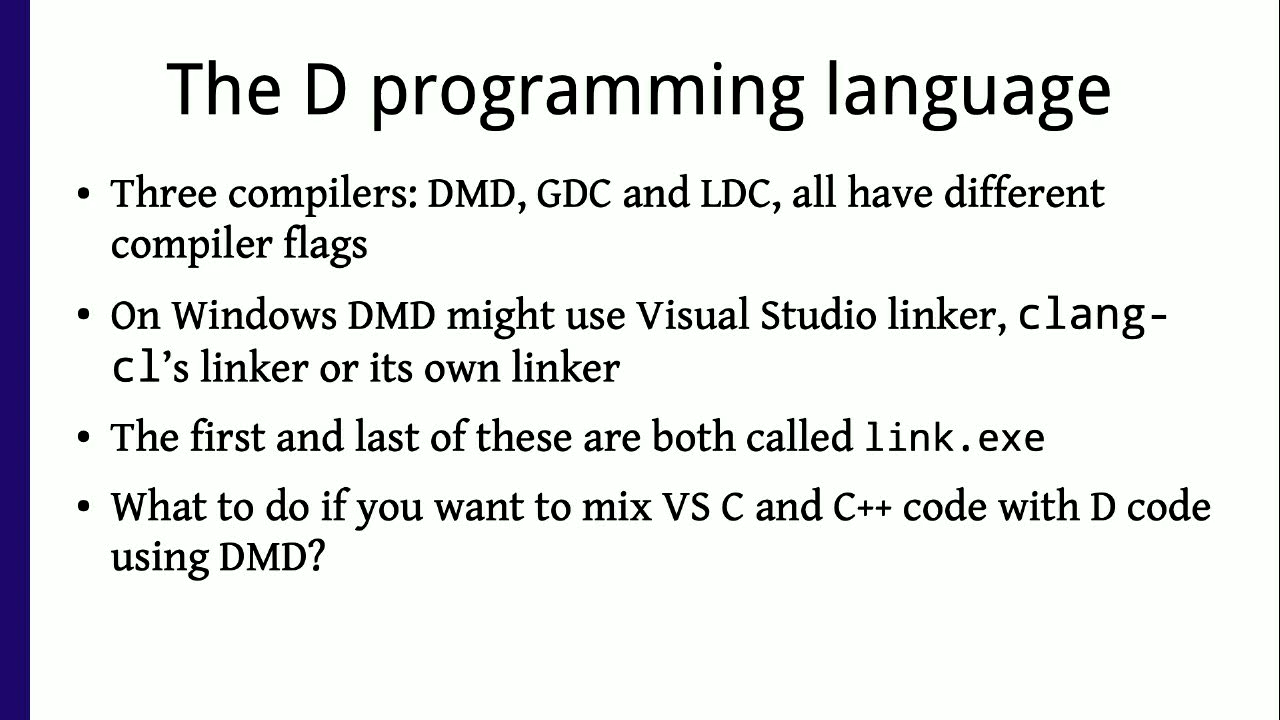 The D programming language
• Three compilers: DMD, GDC and LDC, all have different
compiler flags
• On Windows DMD might use Visual Studio linker, clang-
cl’s linker or its own linker
• The first and last of these are both called link.exe
• What to do if you want to mix VS C and C++ code with D code
using DMD?